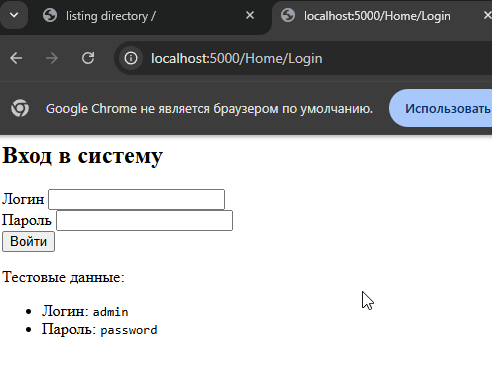 listing directory /
localhost:5000/Home/Login
localhost:5000/Home/Login
Google Chrome не является браузером по умолчанию.
Использовать
Вход в систему
Логин
Пароль
Войти
Тестовые данные:
Логин: admin
Пароль: password